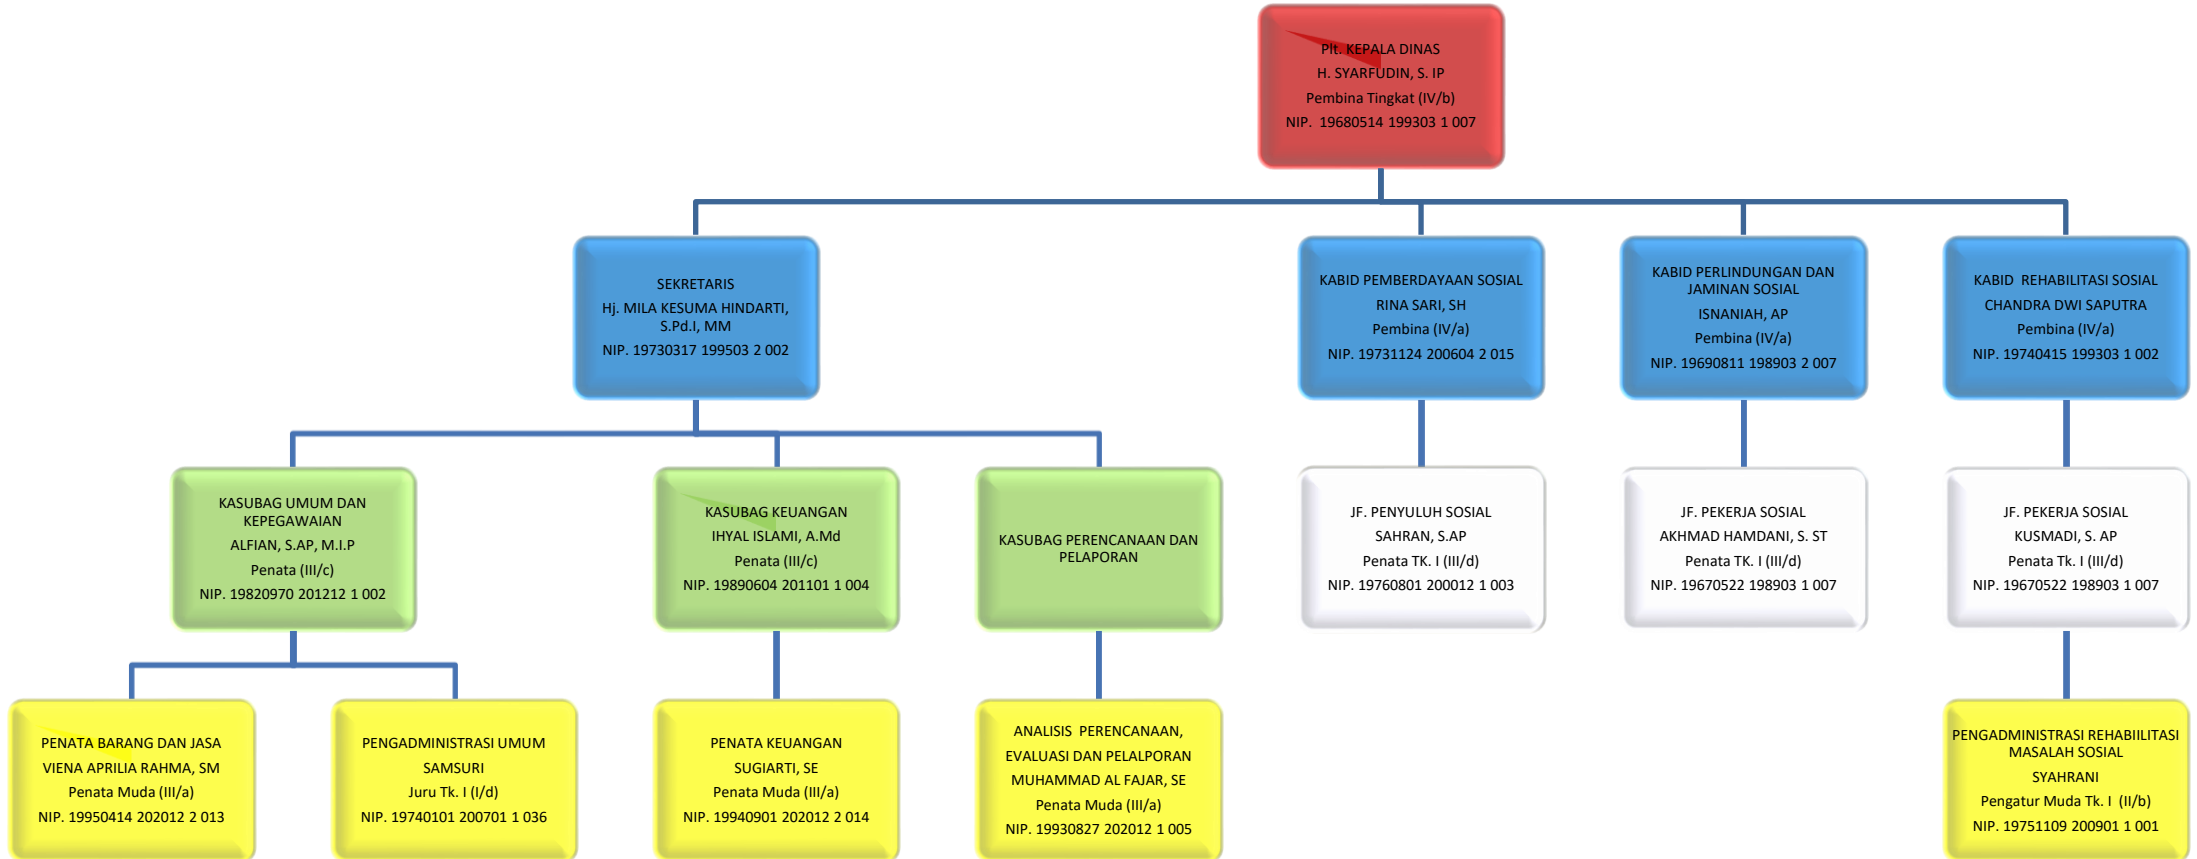 Plt. KEPALA DINAS
H. SYARFUDIN, S. IP
Pembina Tingkat (IV/b)
NIP.  19680514 199303 1 007
SEKRETARIS
Hj. MILA KESUMA HINDARTI,
S.Pd.I, MM
NIP. 19730317 199503 2 002
KABID PEMBERDAYAAN SOSIAL
RINA SARI, SH
Pembina (IV/a)
NIP. 19731124 200604 2 015
KABID PERLINDUNGAN DAN
JAMINAN SOSIAL
ISNANIAH, AP
Pembina (IV/a)
NIP. 19690811 198903 2 007
KABID  REHABILITASI SOSIAL
CHANDRA DWI SAPUTRA
Pembina (IV/a)
NIP. 19740415 199303 1 002
KASUBAG UMUM DAN
KEPEGAWAIAN
ALFIAN, S.AP, M.I.P
Penata (III/c)
NIP. 19820970 201212 1 002
KASUBAG KEUANGAN
IHYAL ISLAMI, A.Md
Penata (III/c)
NIP. 19890604 201101 1 004
KASUBAG PERENCANAAN DAN
PELAPORAN
JF. PENYULUH SOSIAL
SAHRAN, S.AP
Penata TK. I (III/d)
NIP. 19760801 200012 1 003
JF. PEKERJA SOSIAL
AKHMAD HAMDANI, S. ST
Penata TK. I (III/d)
NIP. 19670522 198903 1 007
JF. PEKERJA SOSIAL
KUSMADI, S. AP
Penata Tk. I (III/d)
NIP. 19670522 198903 1 007
PENATA BARANG DAN JASA
VIENA APRILIA RAHMA, SM
Penata Muda (III/a)
NIP. 19950414 202012 2 013
PENGADMINISTRASI UMUM
SAMSURI
Juru Tk. I (I/d)
NIP. 19740101 200701 1 036
PENATA KEUANGAN
SUGIARTI, SE
Penata Muda (III/a)
NIP. 19940901 202012 2 014
ANALISIS  PERENCANAAN,
EVALUASI DAN PELALPORAN
MUHAMMAD AL FAJAR, SE
Penata Muda (III/a)
NIP. 19930827 202012 1 005
PENGADMINISTRASI REHABIILITASI
MASALAH SOSIAL
SYAHRANI
Pengatur Muda Tk. I  (II/b)
NIP. 19751109 200901 1 001